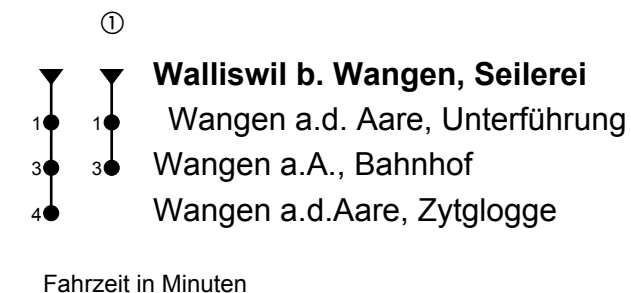 ①
Walliswil b. Wangen, Seilerei
1 1 Wangen a.d. Aare, Unterführung
3 3 Wangen a.A., Bahnhof
4 Wangen a.d.Aare, Zytglogge
Fahrzeit in Minuten